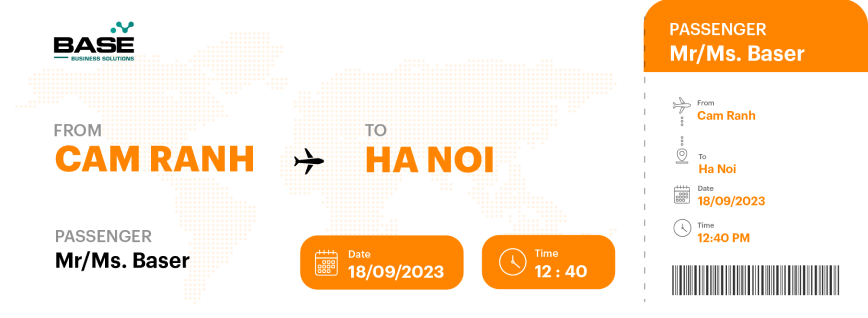 BASE
BUSINESS SOLUTIONS
FROM
CAM RANH
TO
HA NOI
PASSENGER
Mr/Ms. Baser
Date
18/09/2023
Time
12 : 40
PASSENGER
Mr/Ms. Baser
From
Cam Ranh
To
Ha Noi
Date
18/09/2023
Time
12:40 PM